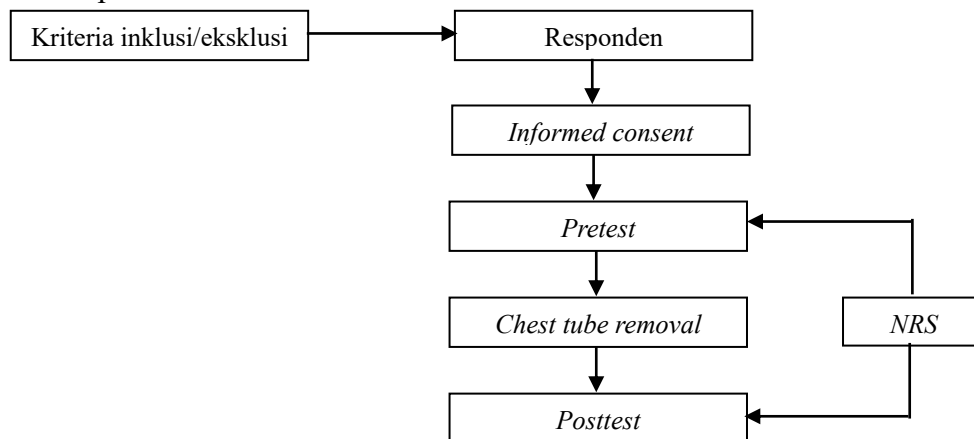 Kriteria inklusi/eksklusi
Responden
Informed consent
Pretest
Chest tube removal
NRS
Posttest